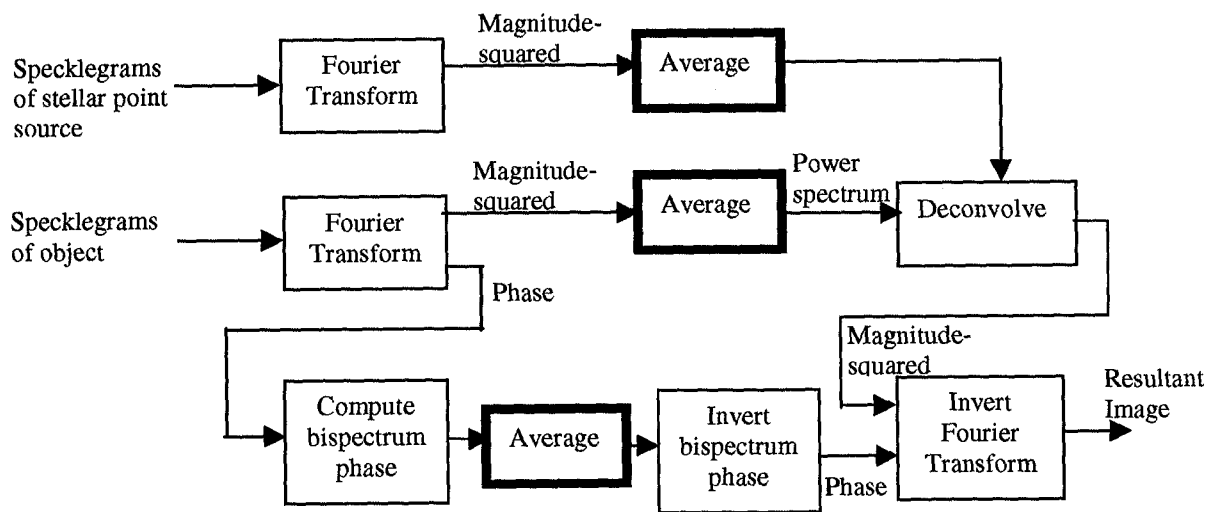 Specklegrams
of stellar point
source
Fourier
Transform
Magnitude-
squared
Average
Specklegrams
of object
Fourier
Transform
Magnitude-
squared
Average
Power
spectrum
Deconvolve
Phase
Magnitude-
squared
Compute
bispectrum
phase
Average
Invert
bispectrum
phase
Phase
Invert
Fourier
Transform
Resultant
Image